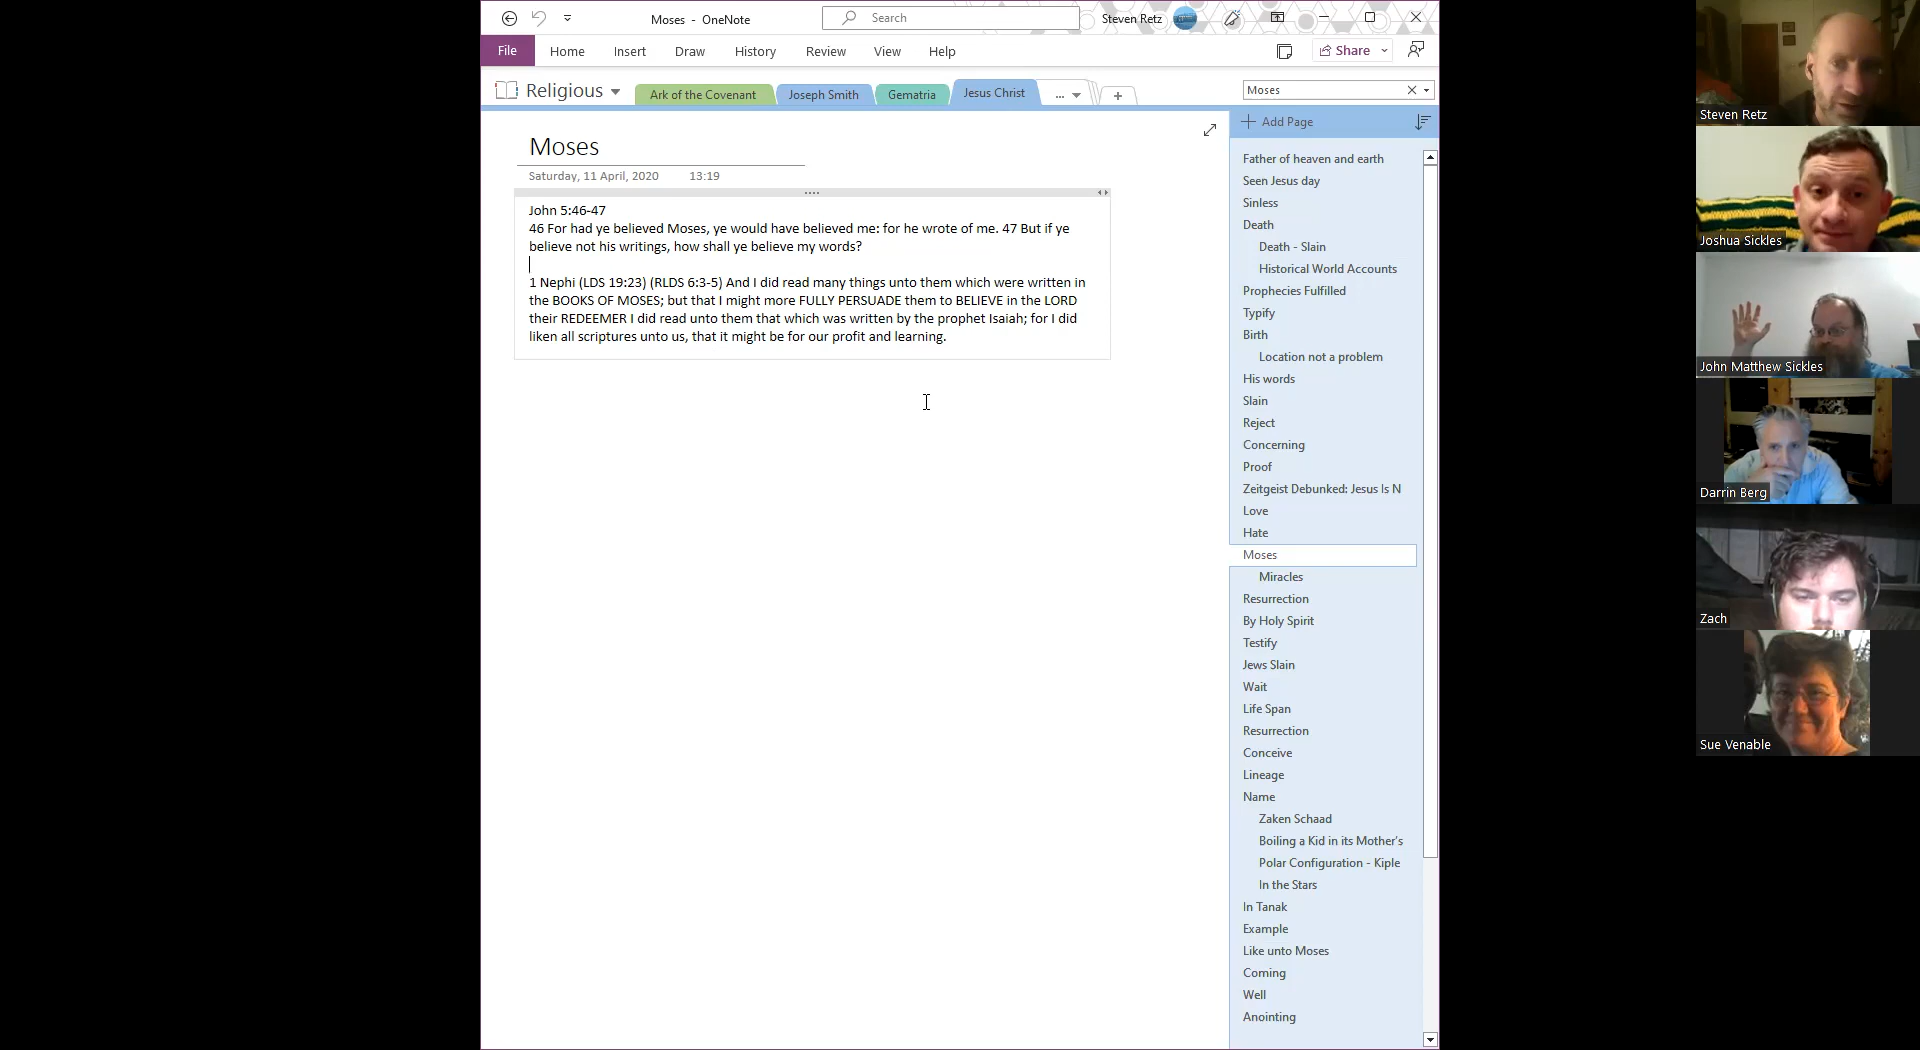 Moses - OneNote
Search
Steven Retz
File
Home
Insert
Draw
History
Review
View
Help
Share
Religious
Ark of the Covenant
Joseph Smith
Gematria
Jesus Christ
...
Moses
Moses
Saturday, 11 April, 2020 13:19
John 5:46-47
46 For had ye believed Moses, ye would have believed me: for he wrote of me. 47 But if ye
believe not his writings, how shall ye believe my words?
1 Nephi (LDS 19:23) (RLDS 6:3-5) And I did read many things unto them which were written in
the BOOKS OF MOSES; but that I might more FULLY PERSUADE them to BELIEVE in the LORD
their REDEEMER I did read unto them that which was written by the prophet Isaiah; for I did
liken all scriptures unto us, that it might be for our profit and learning.
Add Page
Father of heaven and earth
Seen Jesus day
Sinless
Death
Death - Slain
Historical World Accounts
Prophecies Fulfilled
Typify
Birth
Location not a problem
His words
Slain
Reject
Concerning
Proof
Zeitgeist Debunked: Jesus Is N
Love
Hate
Moses
Miracles
Resurrection
By Holy Spirit
Testify
Jews Slain
Wait
Life Span
Resurrection
Conceive
Lineage
Name
Zaken Schaad
Boiling a Kid in its Mother's
Polar Configuration - Kiple
In the Stars
In Tanak
Example
Like unto Moses
Coming
Well
Anointing
Steven Retz
Joshua Sickles
John Matthew Sickles
Darrin Berg
Zach
Sue Venable